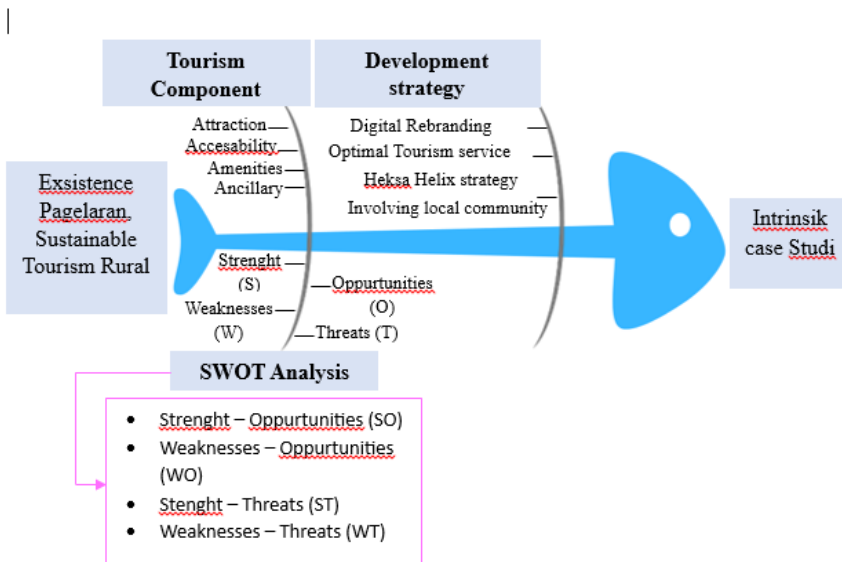 Tourism
Component
Development
strategy
Attraction
Accesability
Amenities
Ancillary
Digital Rebranding
Optimal Tourism service
Heksa Helix strategy
Involving local community
Exsistence
Pagelaran
Sustainable
Tourism Rural
Intrinsik
case Studi
Strenght
(S)
Weaknesses
(W)
Oppurtunities
(O)
Threats (T)
SWOT Analysis
• Strenght – Oppurtunities (SO)
• Weaknesses – Oppurtunities
(WO)
• Stenght – Threats (ST)
• Weaknesses – Threats (WT)